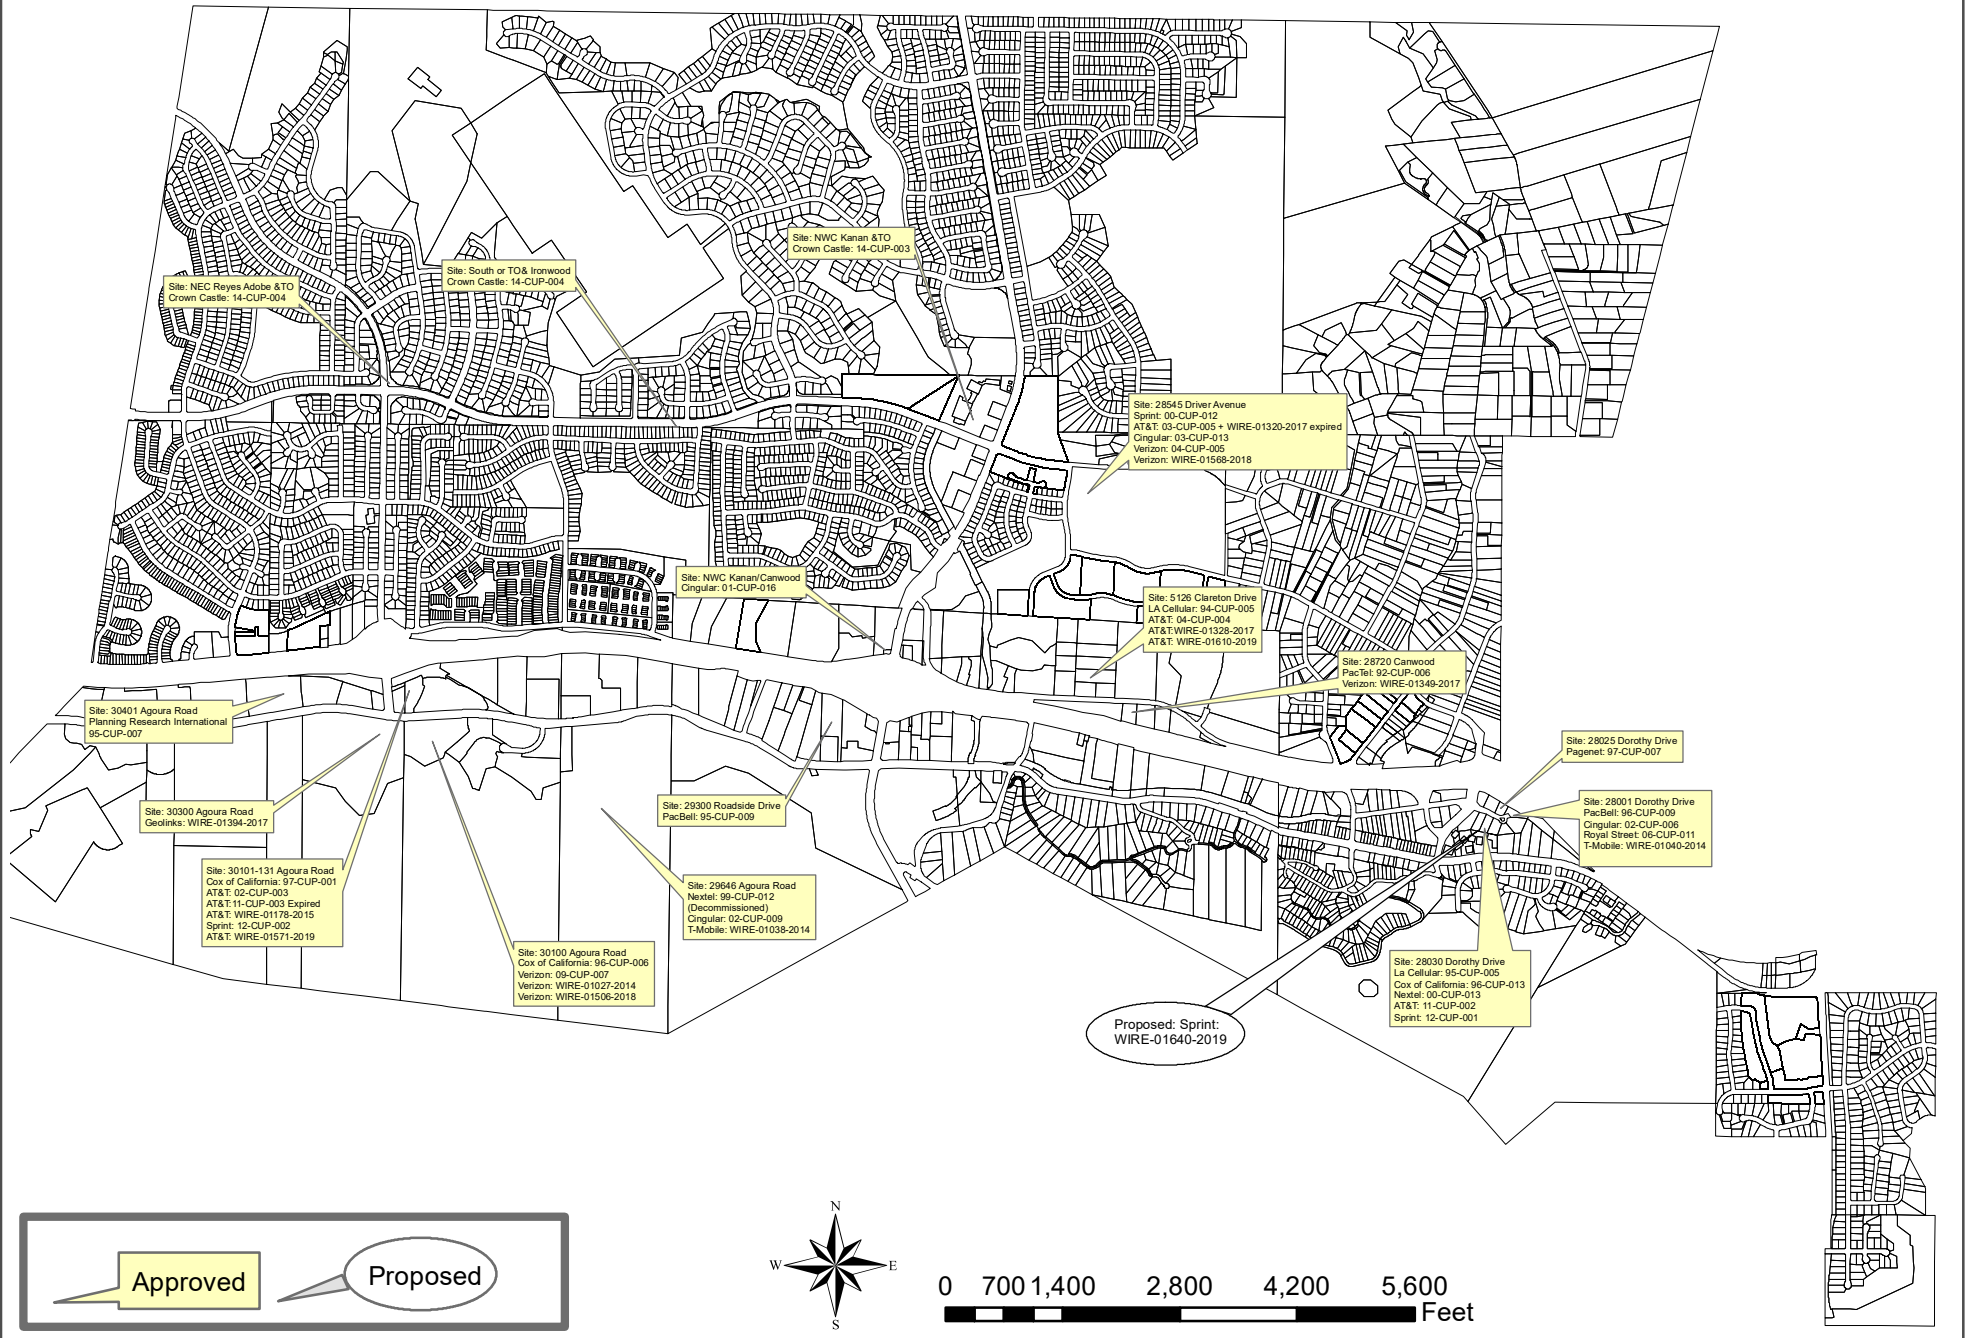 Site: NWC Kanan &TO
Crown Castle: 14-CUP-003
Site: South or TO& Ironwood
Crown Castle: 14-CUP-004
Site: NEC Reyes Adobe &TO
Crown Castle: 14-CUP-004
Site: 28545 Driver Avenue
Sprint: 00-CUP-012
AT&T: 03-CUP-005 + WIRE-01320-2017 expired
Cingular: 03-CUP-013
Verizon: 04-CUP-005
Verizon: WIRE-01568-2018
Site: NWC Kanan/Canwood
Cingular: 01-CUP-016
Site: 5126 Clareton Drive
LA Cellular: 94-CUP-005
AT&T: 04-CUP-004
AT&T:WIRE-01328-2017
AT&T: WIRE-01610-2019
Site: 28720 Canwood
PacTel: 92-CUP-006
Verizon: WIRE-01349-2017
Site: 30401 Agoura Road
Planning Research International
95-CUP-007
Site: 28025 Dorothy Drive
Pagenet: 97-CUP-007
Site: 30300 Agoura Road
Geolinks: WIRE-01394-2017
Site: 29300 Roadside Drive
PacBell: 95-CUP-009
Site: 28001 Dorothy Drive
PacBell: 96-CUP-009
Cingular: 02-CUP-006
Royal Street: 06-CUP-011
T-Mobile: WIRE-01040-2014
Site: 30101-131 Agoura Road
Cox of California: 97-CUP-001
AT&T: 02-CUP-003
AT&T:11-CUP-003 Expired
AT&T: WIRE-01178-2015
Sprint: 12-CUP-002
AT&T: WIRE-01571-2019
Site: 29646 Agoura Road
Nextel: 99-CUP-012
(Decommissioned)
Cingular: 02-CUP-009
T-Mobile: WIRE-01038-2014
Site: 30100 Agoura Road
Cox of California: 96-CUP-006
Verizon: 09-CUP-007
Verizon: WIRE-01027-2014
Verizon: WIRE-01506-2018
Site: 28030 Dorothy Drive
La Cellular: 95-CUP-005
Cox of California: 96-CUP-013
Nextel: 00-CUP-013
AT&T: 11-CUP-002
Sprint: 12-CUP-001
Proposed: Sprint:
WIRE-01640-2019
Approved
Proposed
N
W E
S
0 700 1,400 2,800 4,200 5,600
Feet